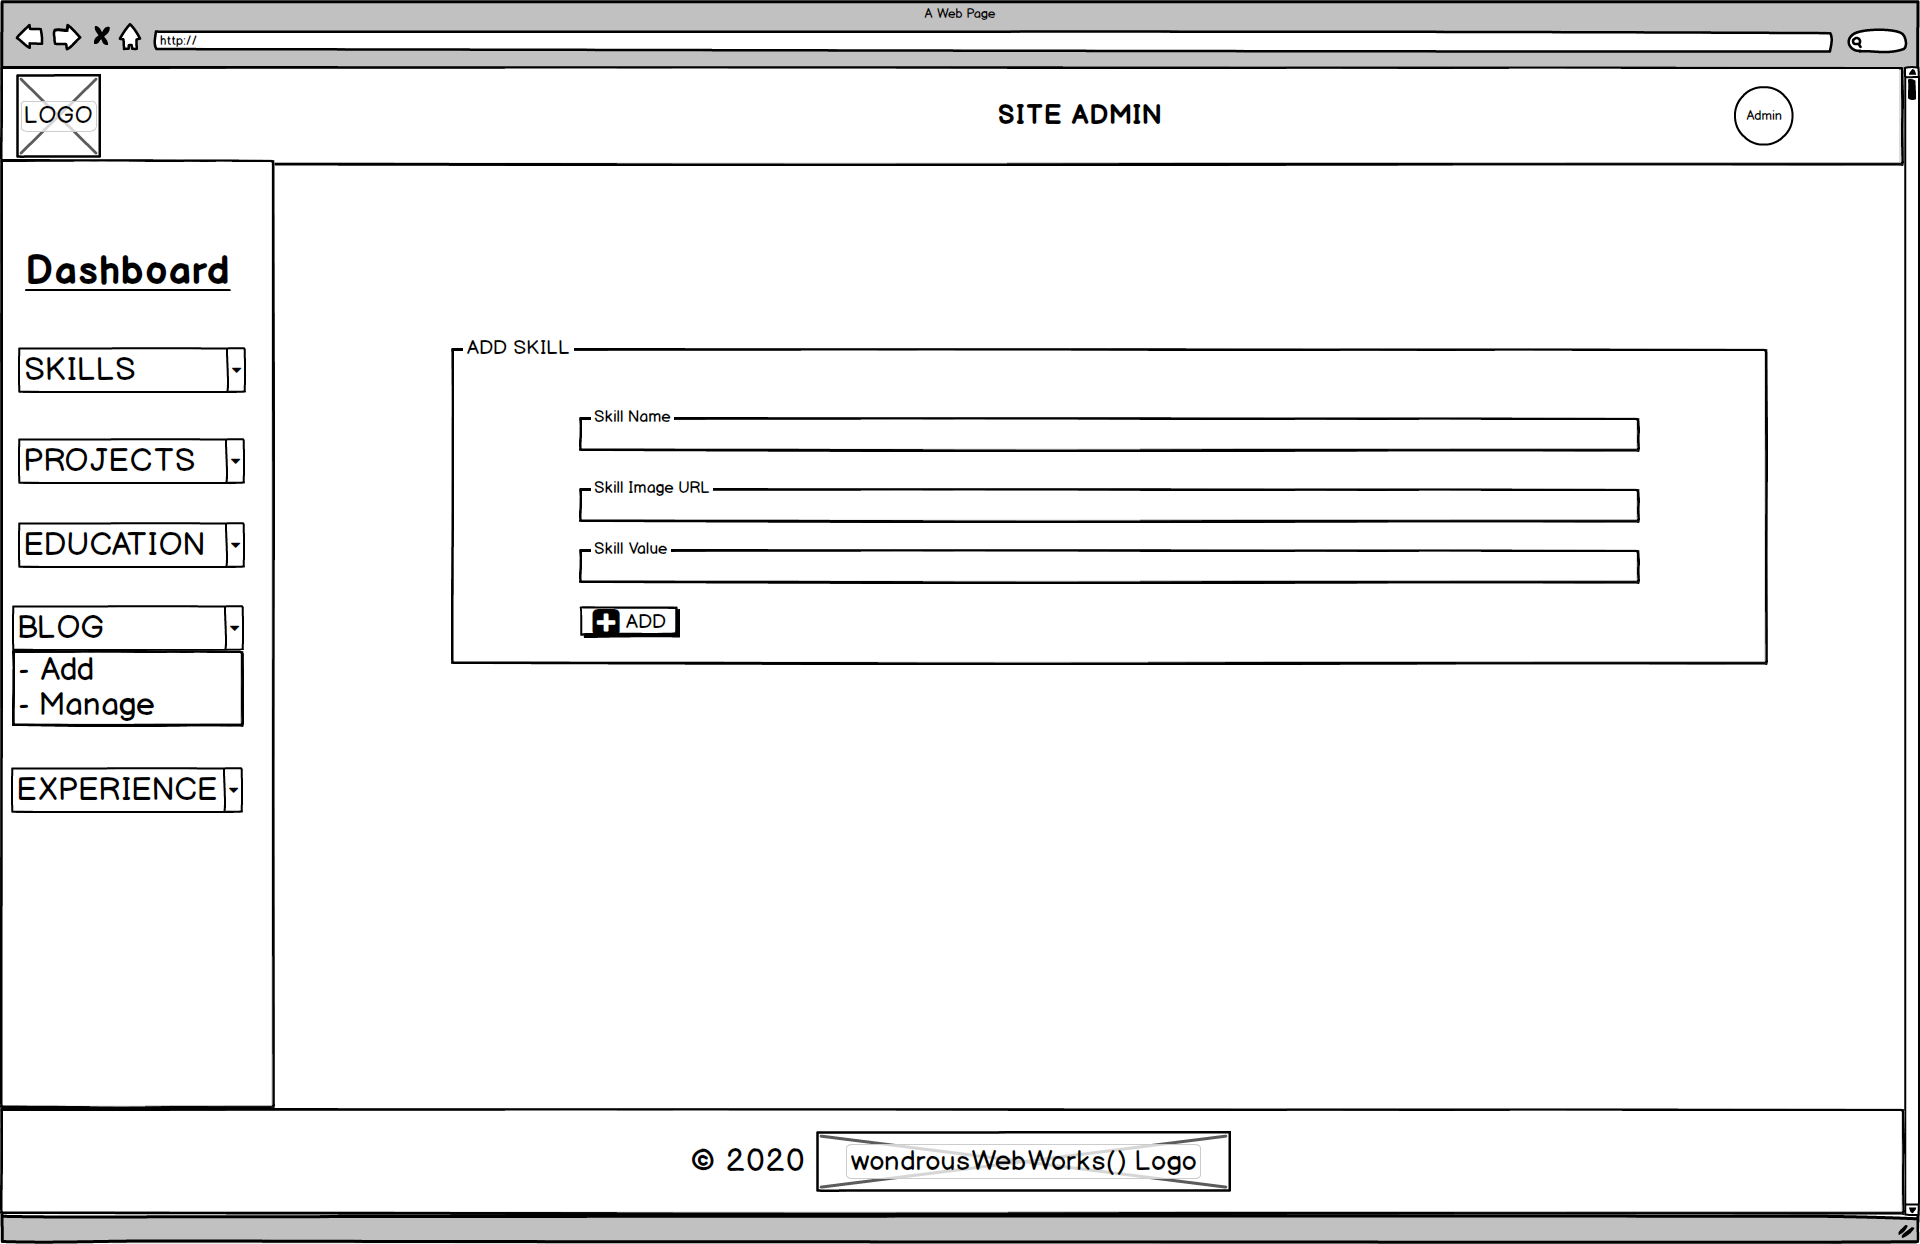 A Web Page
http://
LOGO
SITE ADMIN
Admin
Dashboard
SKILLS
PROJECTS
EDUCATION
BLOG
- Add
- Manage
EXPERIENCE
ADD SKILL
Skill Name
Skill Image URL
Skill Value
ADD
© 2020
wondrousWebWorks() Logo